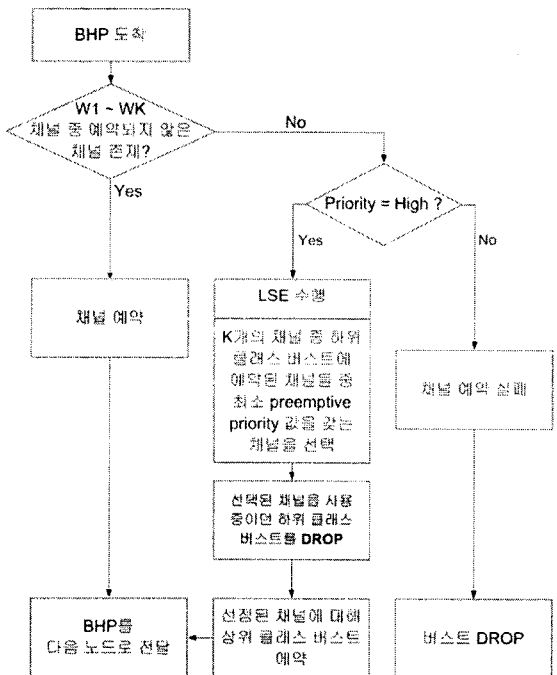 BHP 도착
W1 ~ WK
채널 중 예약되지 않은
채널 존재?
No
Yes
Priority = High ?
Yes
No
채널 예약
LSE 수행
K개의 채널 중 하위
클래스 버스트에
예약된 채널들 중
최소 preemptive
priority 값을 갖는
채널을 선택
채널 예약 실패
선택된 채널을 사용
중이던 하위 클래스
버스트를 DROP
BHP를
다음 노드로 전달
선정된 채널에 대해
상위 클래스 버스트
예약
버스트 DROP